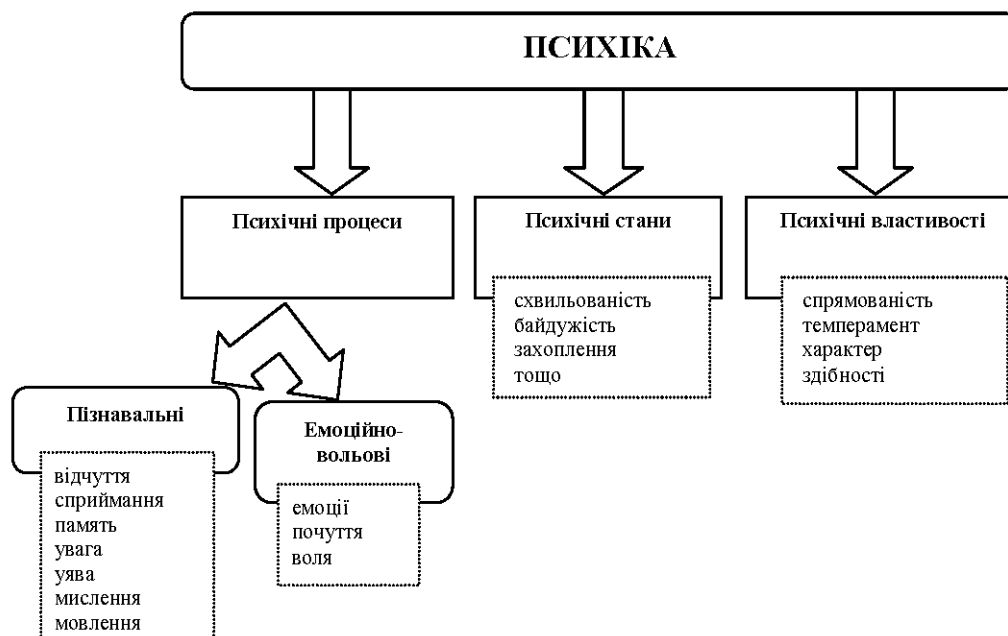 ПСИХІКА
Психічні процеси
Психічні стани
схвильованість
байдужість
захоплення
тощо
Психічні властивості
спрямованість
темперамент
характер
здібності
Пізнавальні
відчуття
сприймання
память
увага
уява
мислення
мовлення
Емоційно-
вольові
емоції
почуття
воля